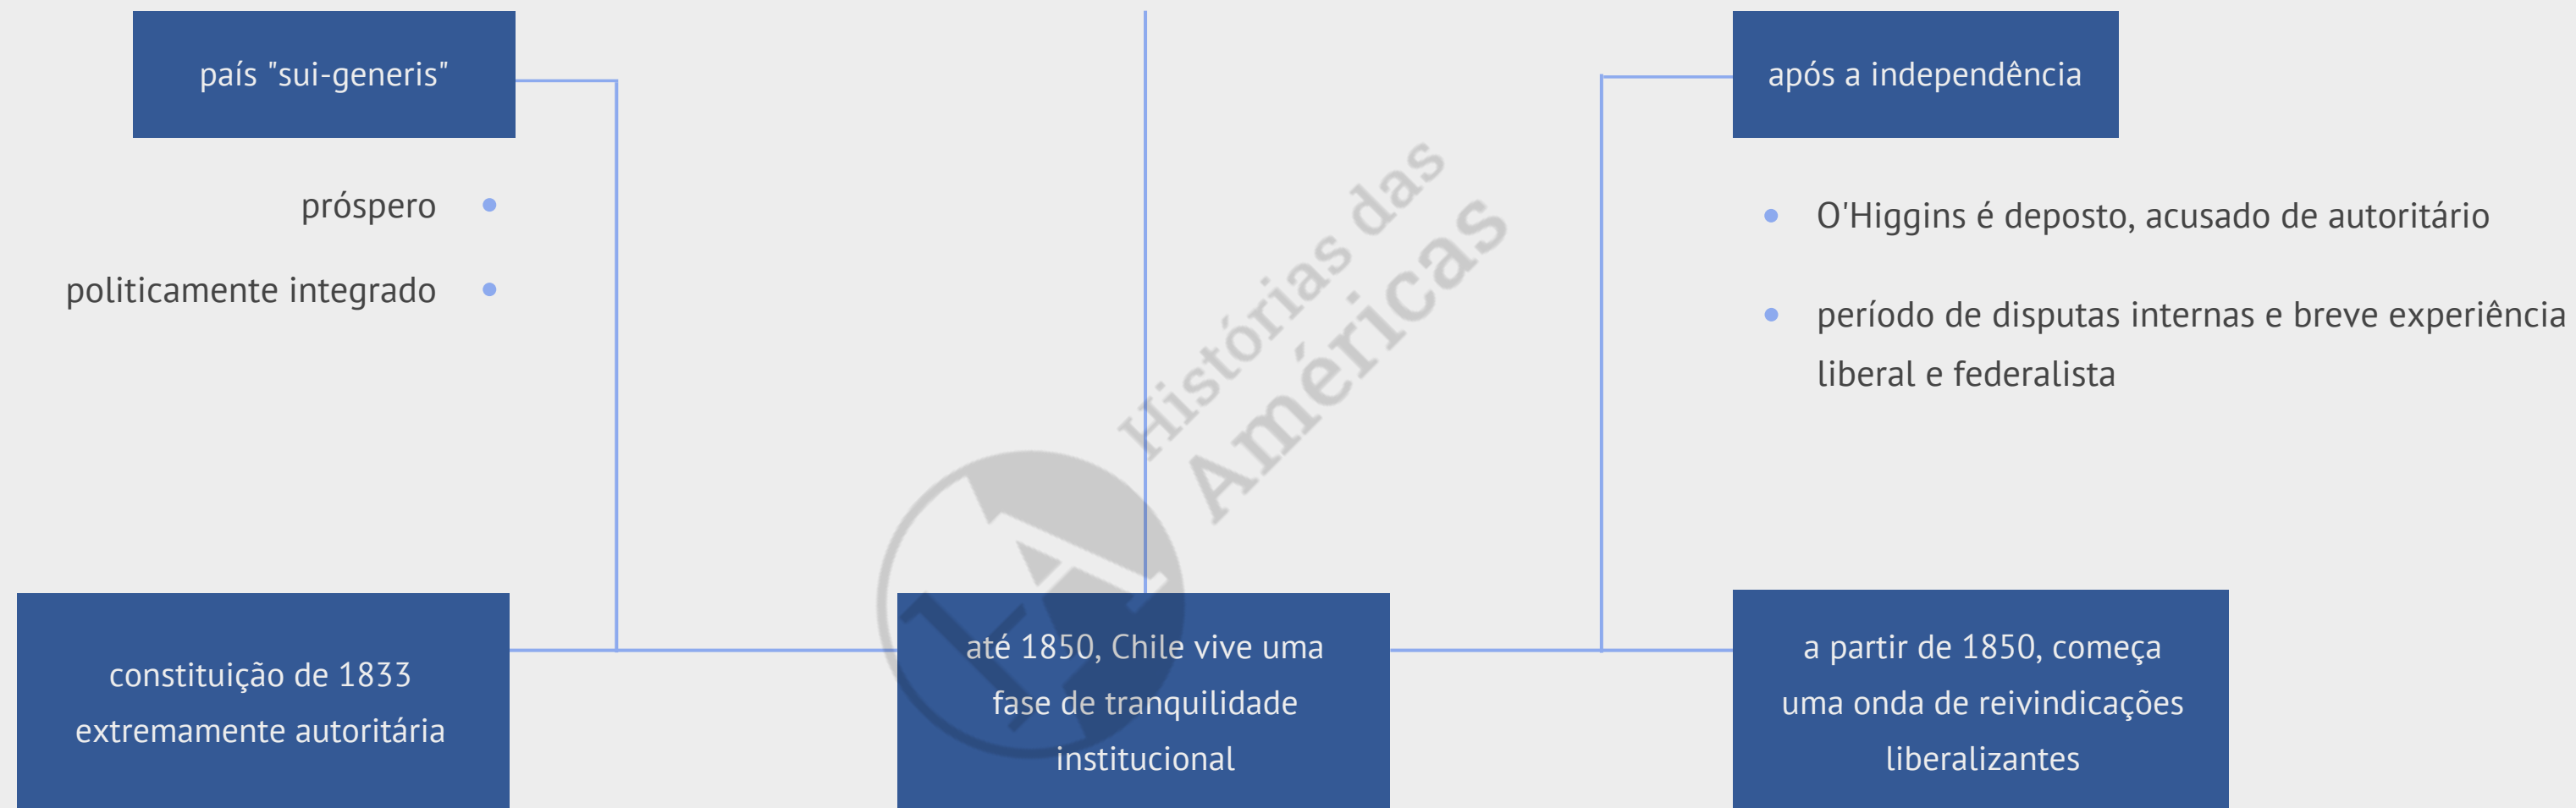 país "sui-generis"
próspero
politicamente integrado
após a independência
O'Higgins é deposto, acusado de autoritário
período de disputas internas e breve experiência
liberal e federalista
Histórias das
Américas
constituição de 1833
extremamente autoritária
até 1850, Chile vive uma
fase de tranquilidade
institucional
a partir de 1850, começa
uma onda de reivindicações
liberalizantes